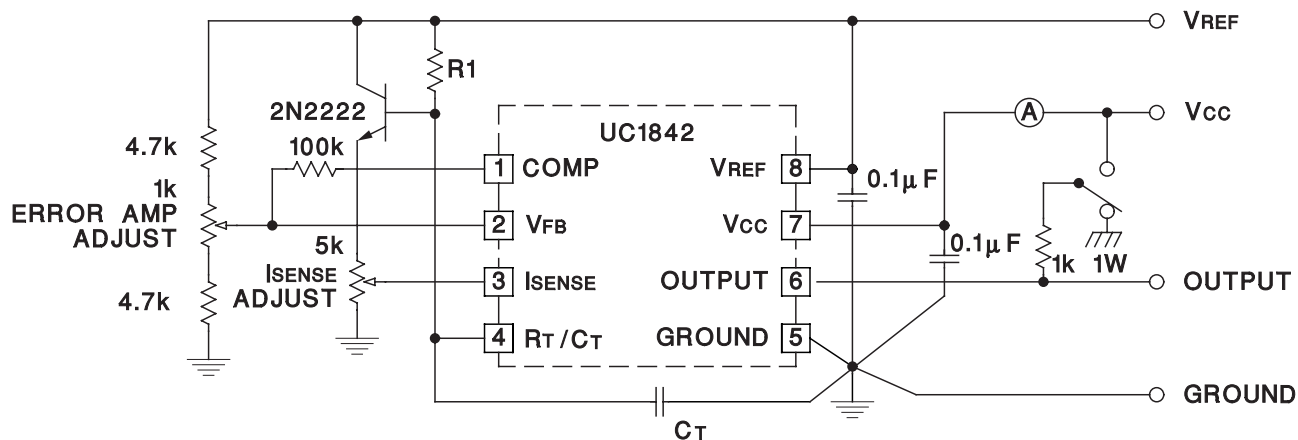 VREF
R1
2N2222
UC1842
A
VCC
4.7k
100k
1 COMP
VREF 8
0.1µF
1k
ERROR AMP
ADJUST
2 VFB
VCC 7
0.1µF
5k
ISENSE
ADJUST
3 ISENSE
OUTPUT 6
1k
1W
OUTPUT
4.7k
4 RT/CT
GROUND 5
GROUND
CT